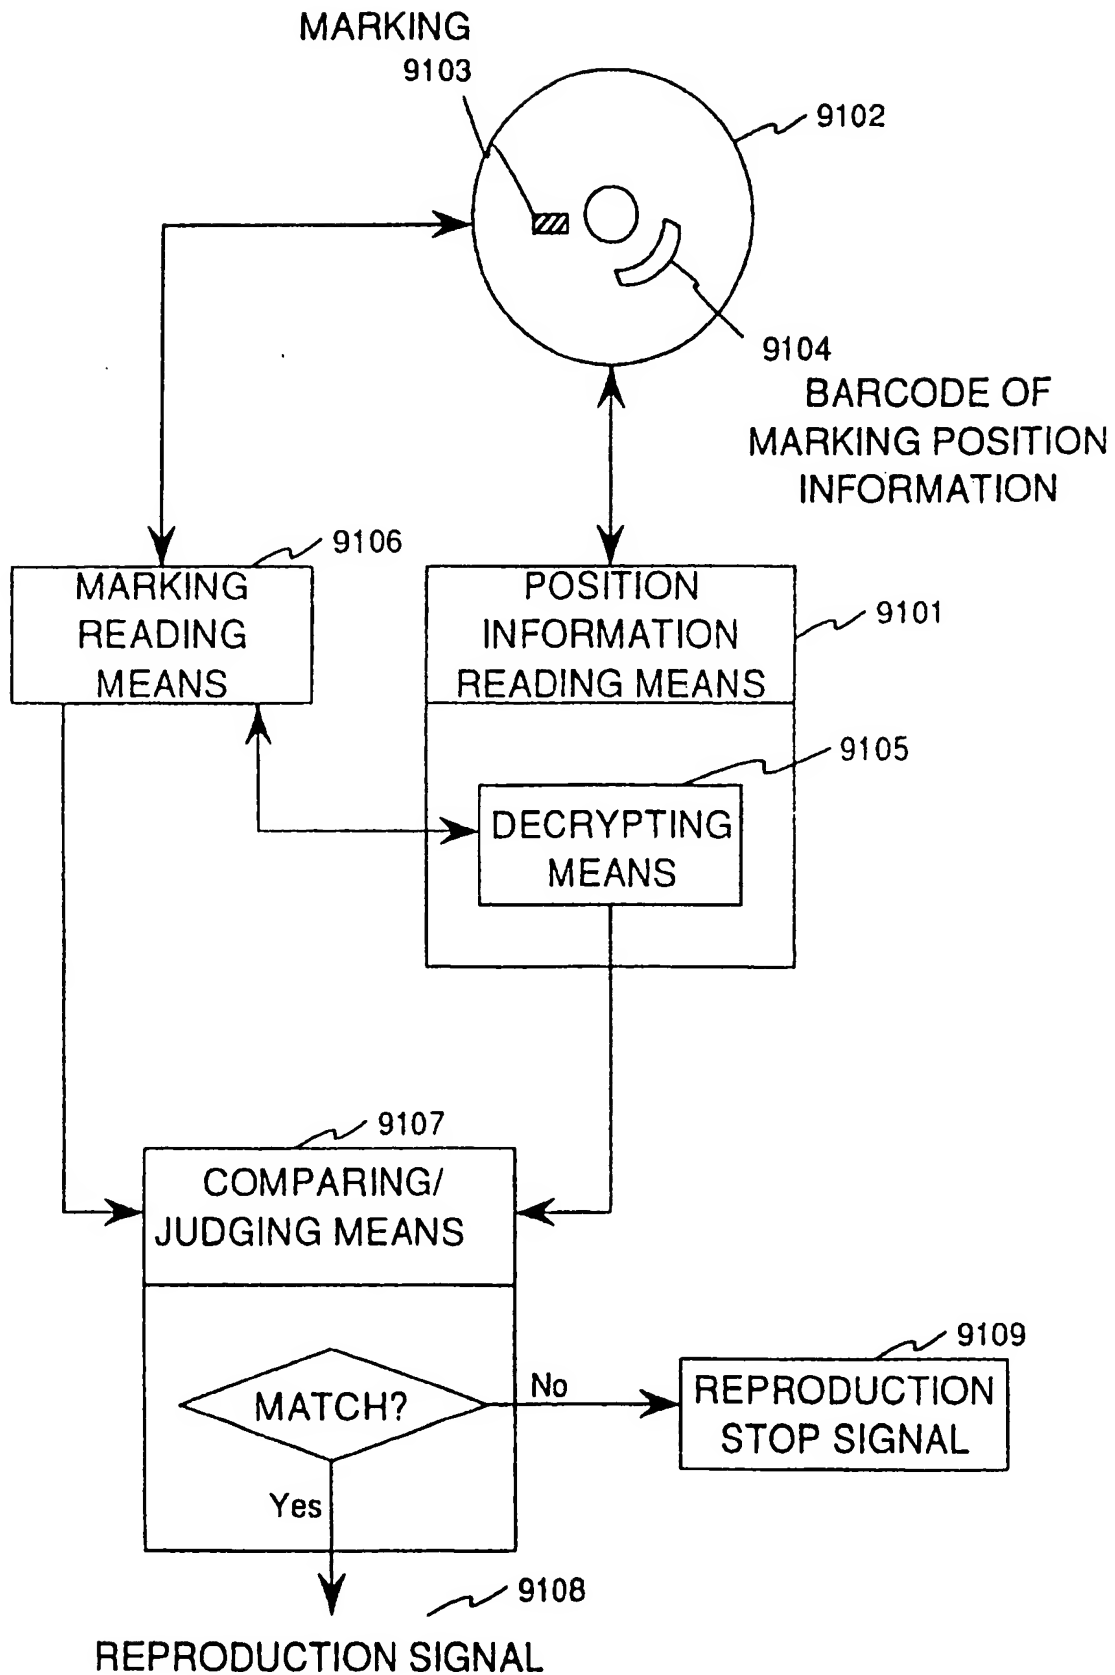 MARKING
9103
9102
9104
BARCODE OF
MARKING POSITION
INFORMATION
9106
MARKING
READING
MEANS
POSITION
INFORMATION
READING MEANS
9101
9105
DECRYPTING
MEANS
9107
COMPARING/
JUDGING MEANS
MATCH?
No
Yes
9109
REPRODUCTION
STOP SIGNAL
9108
REPRODUCTION SIGNAL